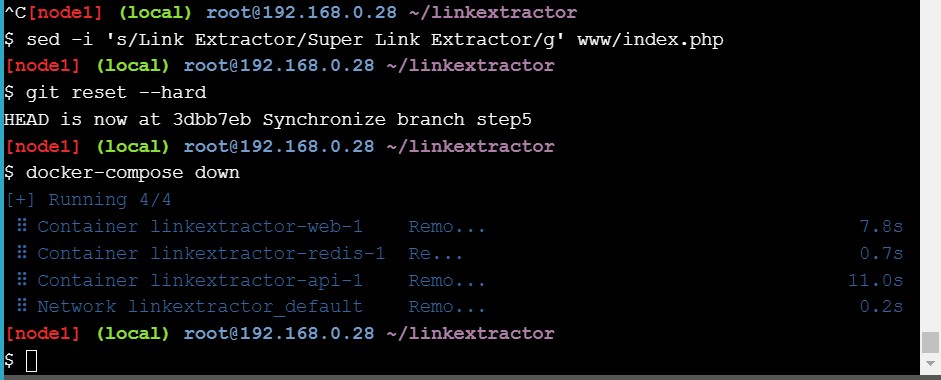 ^C[node1] (local) root@192.168.0.28 ~/linkextractor
$ sed -i 's/Link Extractor/Super Link Extractor/g' www/index.php
[node1] (local) root@192.168.0.28 ~/linkextractor
$ git reset --hard
HEAD is now at 3dbb7eb Synchronize branch step5
[node1] (local) root@192.168.0.28 ~/linkextractor
$ docker-compose down
[+] Running 4/4
⠿ Container linkextractor-web-1    Remo...    7.8s
⠿ Container linkextractor-redis-1  Re...    0.7s
⠿ Container linkextractor-api-1    Remo...    11.0s
⠿ Network linkextractor_default    Remo...    0.2s
[node1] (local) root@192.168.0.28 ~/linkextractor
$